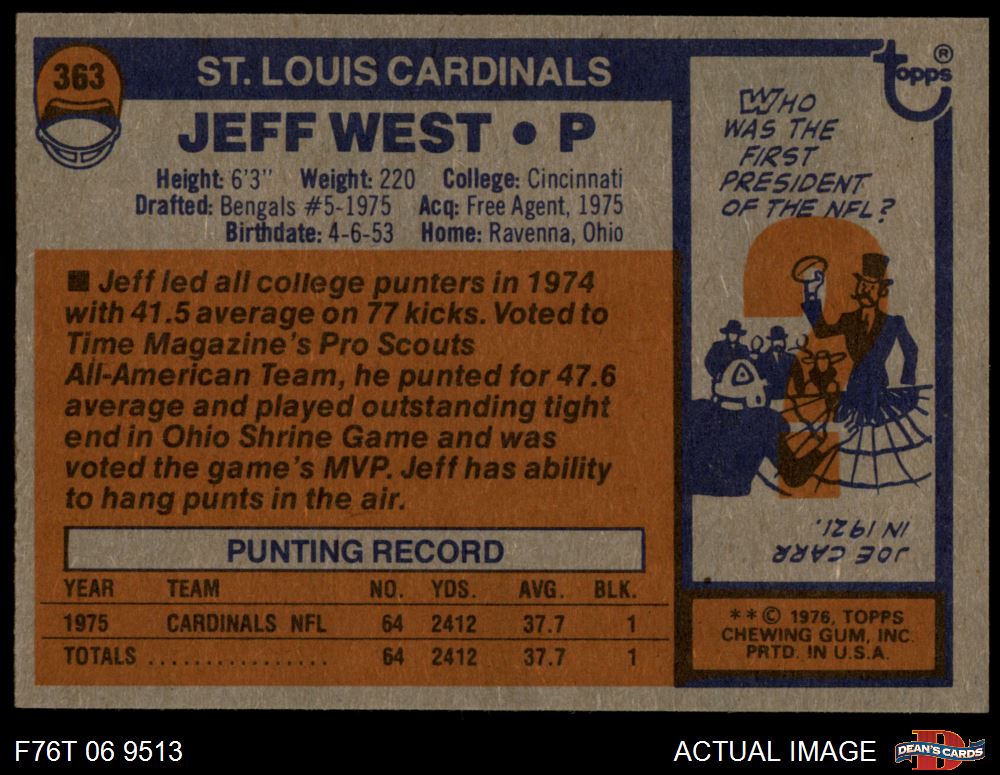 363
ST. LOUIS CARDINALS
JEFF WEST • P
Height: 6'3" Weight: 220 College: Cincinnati
Drafted: Bengals #5-1975 Acq: Free Agent, 1975
Birthdate: 4-6-53 Home: Ravenna, Ohio
■ Jeff led all college punters in 1974
with 41.5 average on 77 kicks. Voted to
Time Magazine's Pro Scouts
All-American Team, he punted for 47.6
average and played outstanding tight
end in Ohio Shrine Game and was
voted the game's MVP. Jeff has ability
to hang punts in the air.
PUNTING RECORD
YEAR TEAM NO. YDS. AVG. BLK.
1975 CARDINALS NFL 64 2412 37.7 1
TOTALS ................ 64 2412 37.7 1
topps ®
WHO
WAS THE
FIRST
PRESIDENT
OF THE NFL?
JOE CARR
IN 1921.
**© 1976, TOPPS
CHEWING GUM, INC.
PRTD. IN U.S.A.
F76T 06 9513
ACTUAL IMAGE
D
DEAN'S CARDS